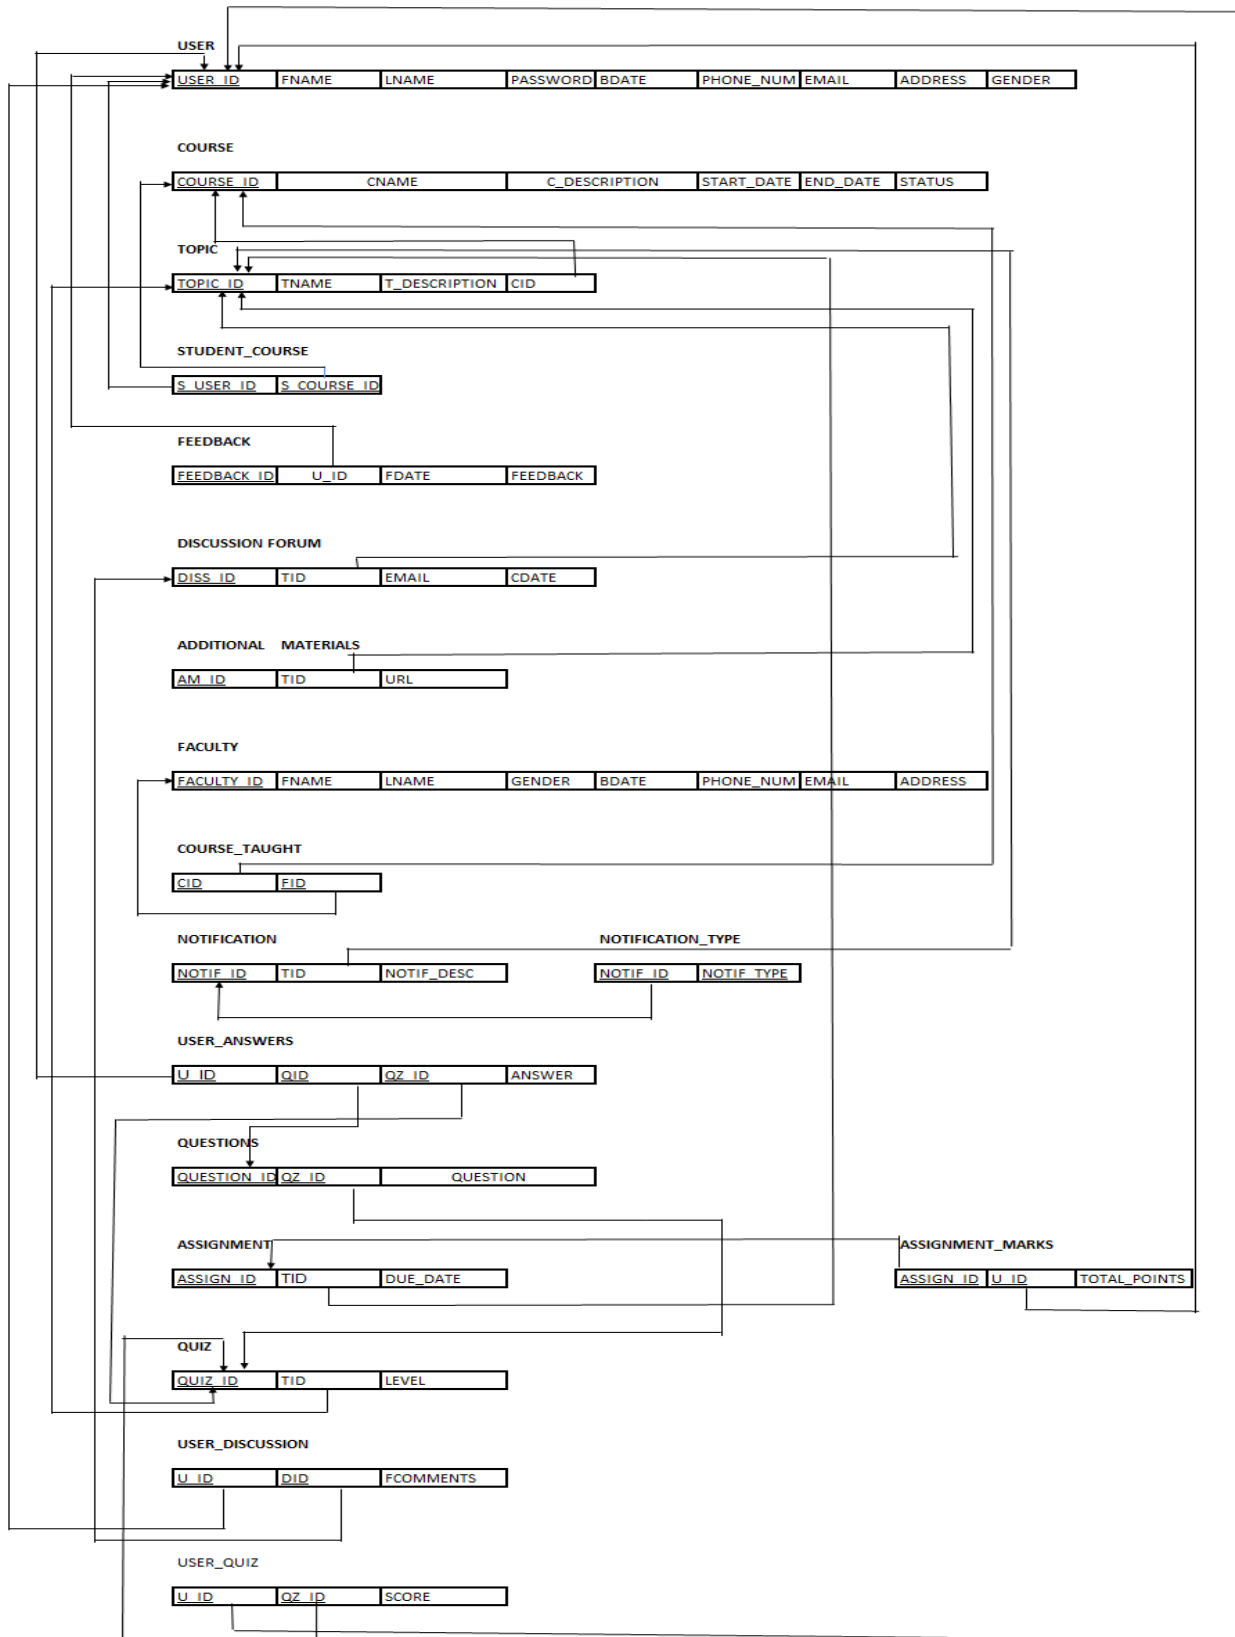 USER
USER_ID FNAME LNAME PASSWORD BDATE PHONE_NUM EMAIL ADDRESS GENDER
COURSE
COURSE_ID CNAME C_DESCRIPTION START_DATE END_DATE STATUS
TOPIC
TOPIC_ID TNAME T_DESCRIPTION CID
STUDENT_COURSE
S_USER_ID S_COURSE_ID
FEEDBACK
FEEDBACK_ID U_ID FDATE FEEDBACK
DISCUSSION FORUM
DISS_ID TID EMAIL CDATE
ADDITIONAL MATERIALS
AM_ID TID URL
FACULTY
FACULTY_ID FNAME LNAME GENDER BDATE PHONE_NUM EMAIL ADDRESS
COURSE_TAUGHT
CID FID
NOTIFICATION NOTIFICATION_TYPE
NOTIF_ID TID NOTIF_DESC NOTIF_ID NOTIF_TYPE
USER_ANSWERS
U_ID QID QZ_ID ANSWER
QUESTIONS
QUESTION_ID QZ_ID QUESTION
ASSIGNMENT ASSIGNMENT_MARKS
ASSIGN_ID TID DUE_DATE ASSIGN_ID U_ID TOTAL_POINTS
QUIZ
QUIZ_ID TID LEVEL
USER_DISCUSSION
U_ID DID FCOMMENTS
USER_QUIZ
U_ID QZ_ID SCORE